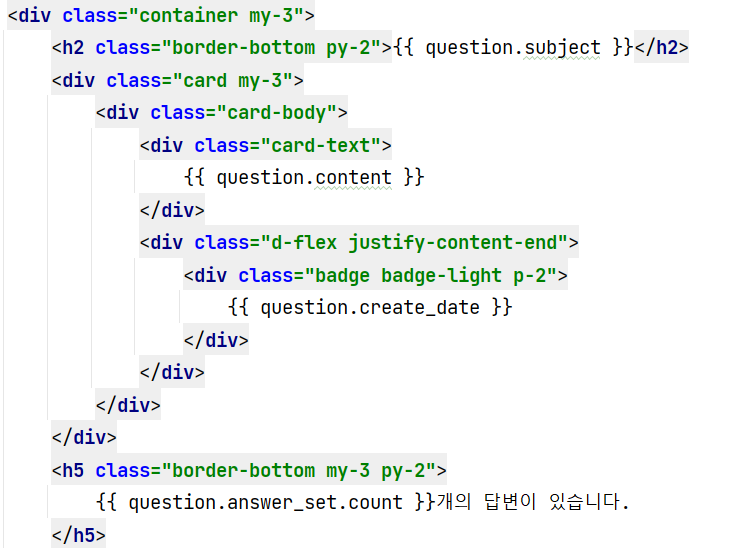 <div class="container my-3">
<h2 class="border-bottom py-2">{{ question.subject }}</h2>
<div class="card my-3">
<div class="card-body">
<div class="card-text">
{{ question.content }}
</div>
<div class="d-flex justify-content-end">
<div class="badge badge-light p-2">
{{ question.create_date }}
</div>
</div>
</div>
</div>
<h5 class="border-bottom my-3 py-2">
{{ question.answer_set.count }}개의 답변이 있습니다.
</h5>